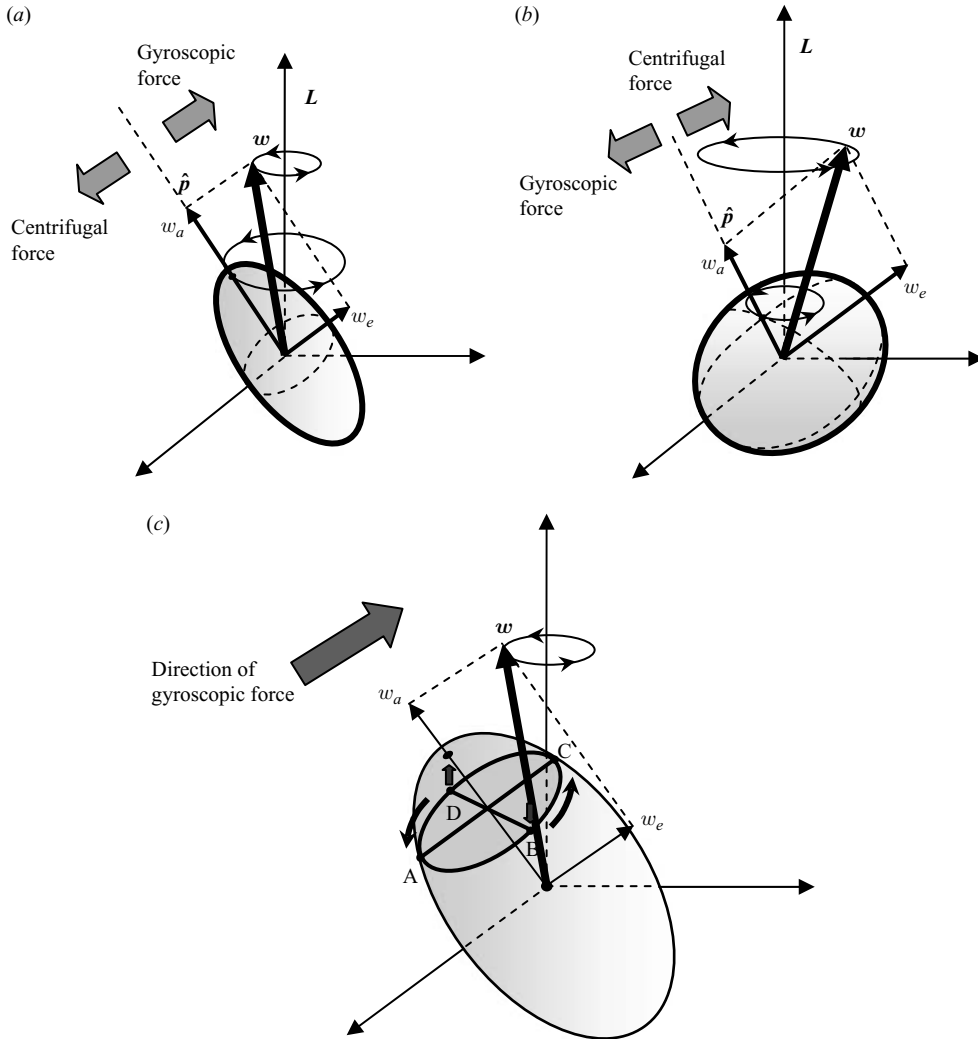 (a)
Gyroscopic
force
L
w
p̂
Centrifugal
force
w_a
w_e
(b)
L
Centrifugal
force
w
Gyroscopic
force
p̂
w_a
w_e
(c)
w
Direction of
gyroscopic force
w_a
C
D
B
w_e
A